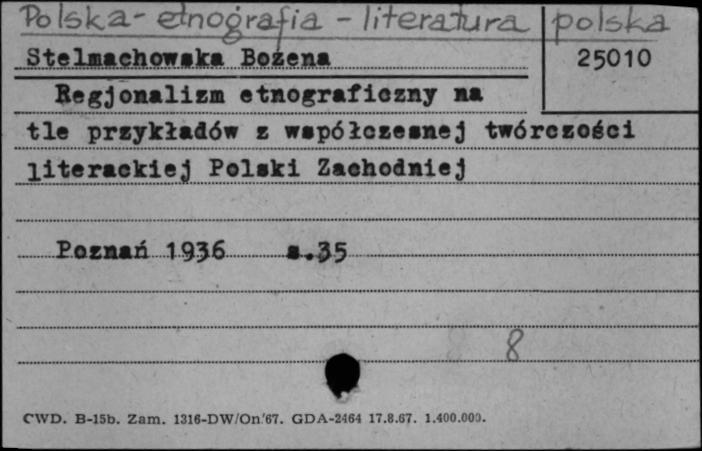 Polska - etnografia - literatura polska
Stelmachowska Bożena
25010
Regjonalizm etnograficzny na
tle przykładów z współczesnej twórczości
literackiej Polski Zachodniej
Poznań 1936 s.35
8
CWD. B-15b. Zam. 1316-DW/On.'67. GDA-2464 17.8.67. 1.400.000.